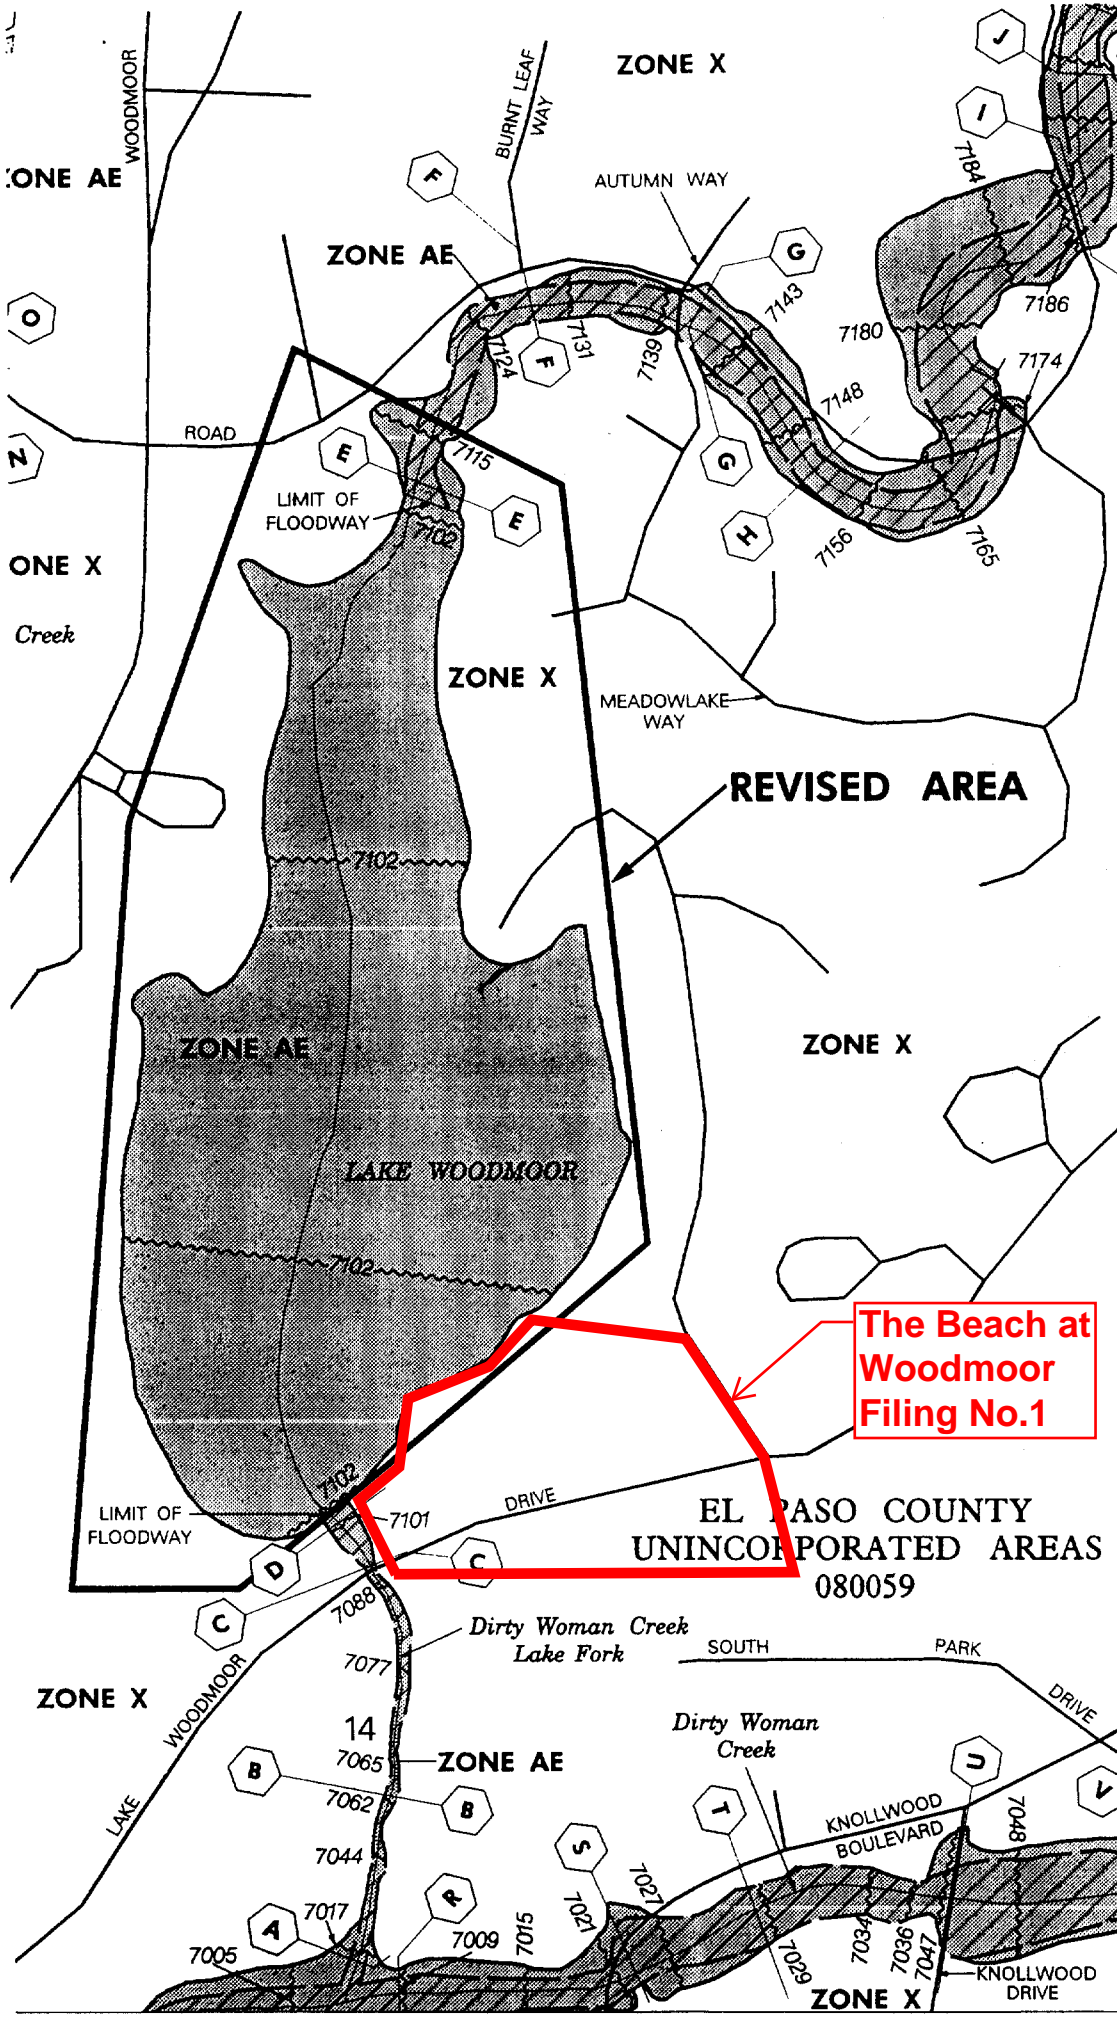 ZONE X
J
I
WOODMOOR
BURNT LEAF
WAY
7184
ZONE AE
F
AUTUMN WAY
ZONE AE
G
7143
7186
O
7180
7124
7131
7139
F
7174
7148
ROAD
E
7115
G
N
LIMIT OF
FLOODWAY
E
7102
H
7156
7165
ONE X
Creek
ZONE X
MEADOWLAKE
WAY
REVISED AREA
7102
ZONE AE
ZONE X
LAKE WOODMOOR
7102
The Beach at
Woodmoor
Filing No.1
7102
LIMIT OF
FLOODWAY
7101
DRIVE
EL PASO COUNTY
UNINCORPORATED AREAS
080059
D
C
C
7088
Dirty Woman Creek
Lake Fork
SOUTH PARK DRIVE
7077
ZONE X
LAKE WOODMOOR
14
Dirty Woman
Creek
7065
ZONE AE
B
7062
B
T
U
V
KNOLLWOOD
BOULEVARD
7048
7044
S
7027
R
7021
A
7017
7015
7005
7009
7029
7034
7036
7047
KNOLLWOOD
DRIVE
ZONE X